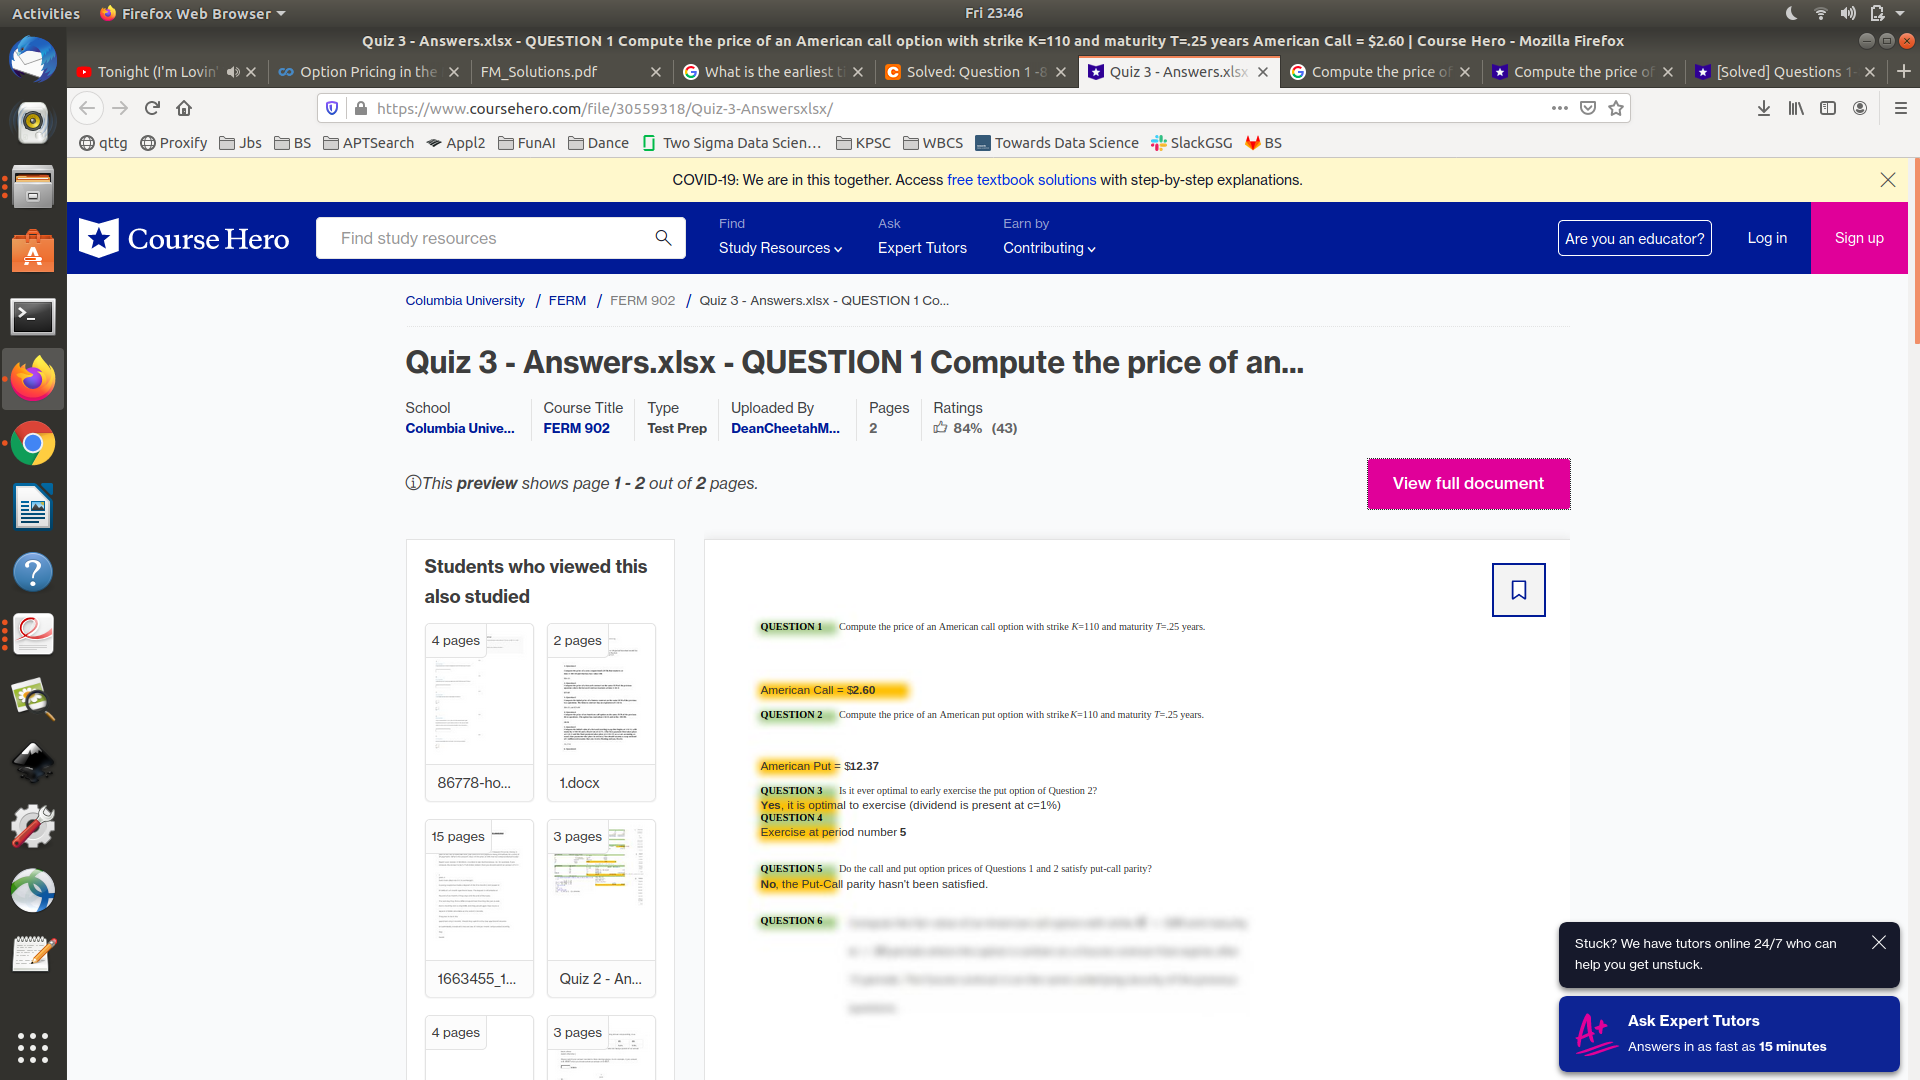 Activities
Firefox Web Browser
Fri 23:46
Quiz 3 - Answers.xlsx - QUESTION 1 Compute the price of an American call option with strike K=110 and maturity T=.25 years American Call = $2.60 | Course Hero - Mozilla Firefox
Tonight (I'm Lovin'
Option Pricing in the
FM_Solutions.pdf
What is the earliest ti
Solved: Question 1 -8
Quiz 3 - Answers.xlsx
Compute the price of
Compute the price of
[Solved] Questions 1-
https://www.coursehero.com/file/30559318/Quiz-3-Answersxlsx/
qttg
Proxify
Jbs
BS
APTSearch
Appl2
FunAI
Dance
Two Sigma Data Scien...
KPSC
WBCS
Towards Data Science
SlackGSG
BS
COVID-19: We are in this together. Access free textbook solutions with step-by-step explanations.
Course Hero
Find study resources
Find
Study Resources
Ask
Expert Tutors
Earn by
Contributing
Are you an educator?
Log in
Sign up
Columbia University / FERM / FERM 902 / Quiz 3 - Answers.xlsx - QUESTION 1 Co...
Quiz 3 - Answers.xlsx - QUESTION 1 Compute the price of an...
School
Columbia Unive...
Course Title
FERM 902
Type
Test Prep
Uploaded By
DeanCheetahM...
Pages
2
Ratings
84% (43)
This preview shows page 1 - 2 out of 2 pages.
View full document
Students who viewed this
also studied
4 pages
86778-ho...
2 pages
1.docx
15 pages
1663455_1...
3 pages
Quiz 2 - An...
4 pages
3 pages
QUESTION 1 Compute the price of an American call option with strike K=110 and maturity T=.25 years.
American Call = $2.60
QUESTION 2 Compute the price of an American put option with strike K=110 and maturity T=.25 years.
American Put = $12.37
QUESTION 3 Is it ever optimal to early exercise the put option of Question 2?
Yes, it is optimal to exercise (dividend is present at c=1%)
QUESTION 4
Exercise at period number 5
QUESTION 5 Do the call and put option prices of Questions 1 and 2 satisfy put-call parity?
No, the Put-Call parity hasn't been satisfied.
QUESTION 6
Stuck? We have tutors online 24/7 who can
help you get unstuck.
A+
Ask Expert Tutors
Answers in as fast as 15 minutes